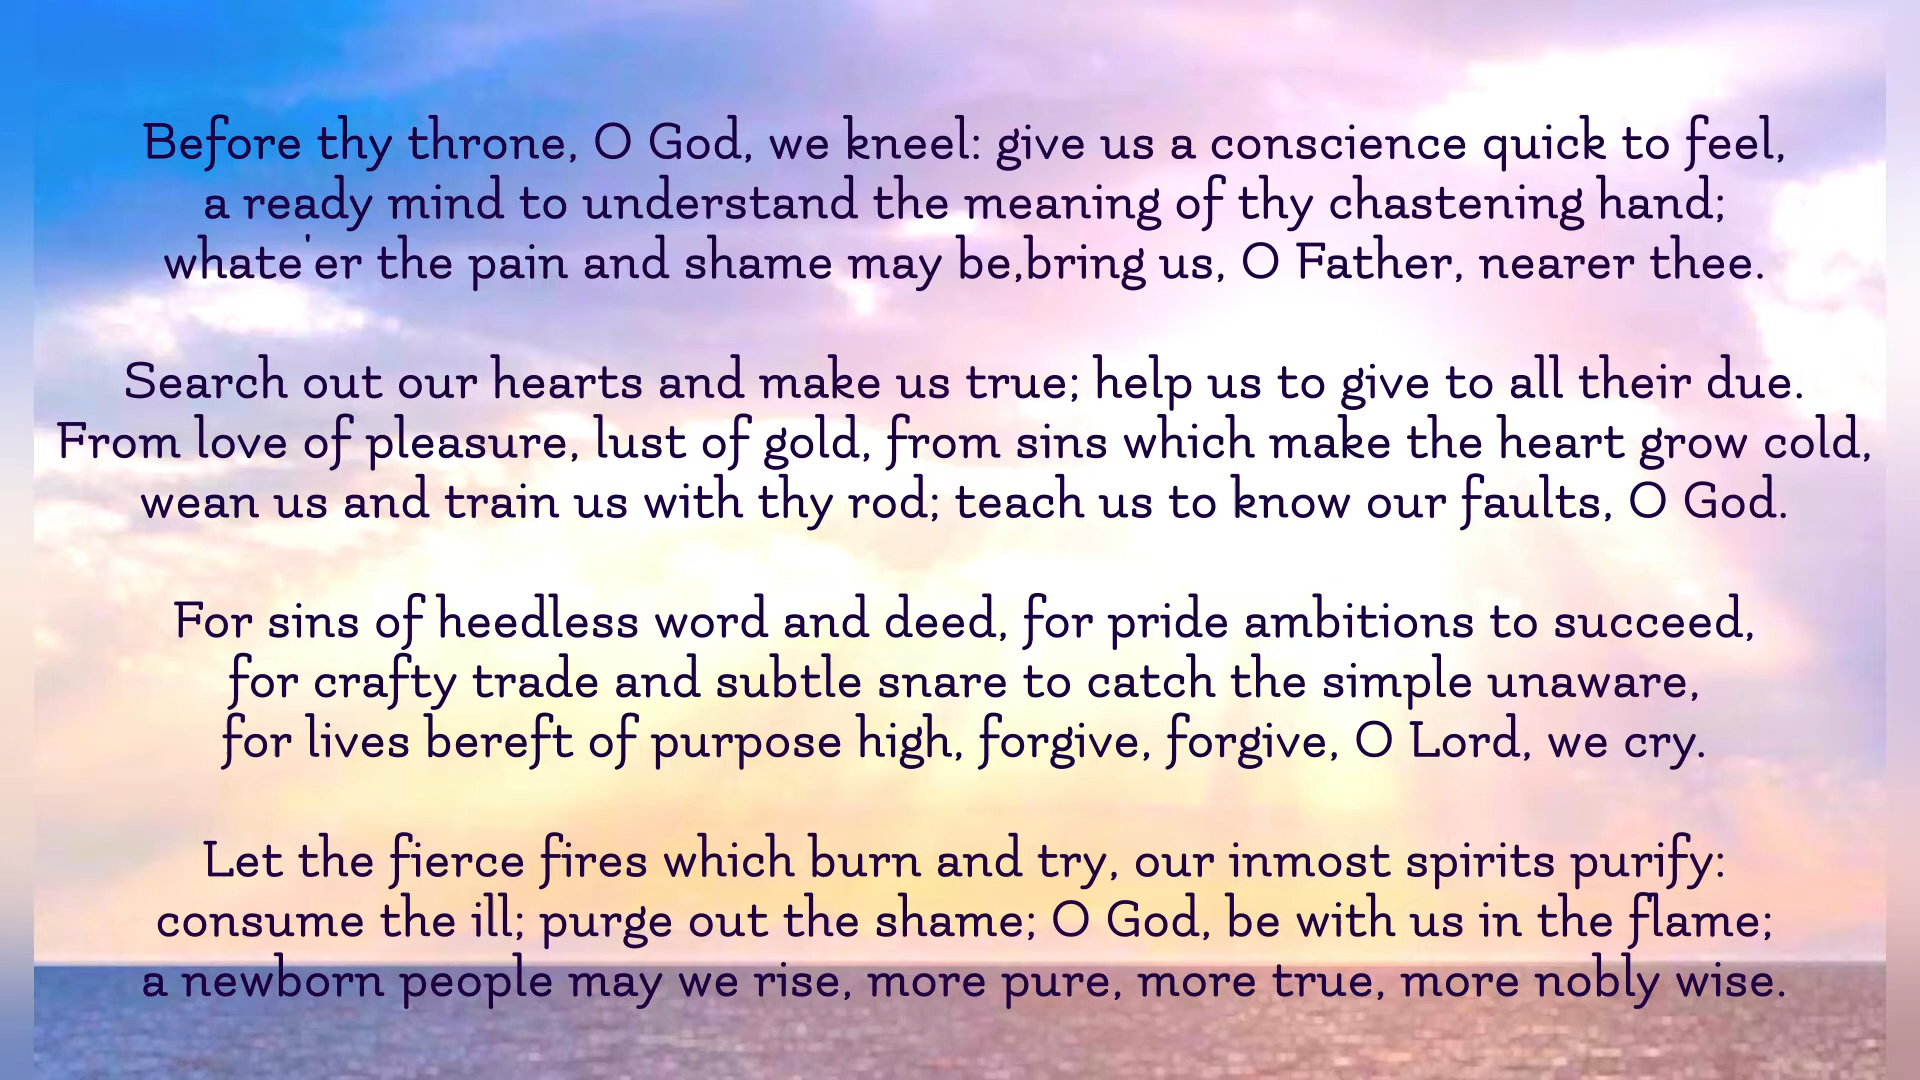 Before thy throne, O God, we kneel: give us a conscience quick to feel,
a ready mind to understand the meaning of thy chastening hand;
whate'er the pain and shame may be,bring us, O Father, nearer thee.
Search out our hearts and make us true; help us to give to all their due.
From love of pleasure, lust of gold, from sins which make the heart grow cold,
wean us and train us with thy rod; teach us to know our faults, O God.
For sins of heedless word and deed, for pride ambitions to succeed,
for crafty trade and subtle snare to catch the simple unaware,
for lives bereft of purpose high, forgive, forgive, O Lord, we cry.
Let the fierce fires which burn and try, our inmost spirits purify:
consume the ill; purge out the shame; O God, be with us in the flame;
a newborn people may we rise, more pure, more true, more nobly wise.